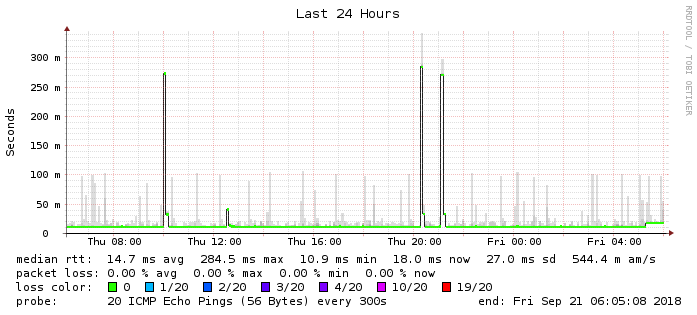 Last 24 Hours
RRDTOOL / TOBI OETIKER
Seconds
300 m
250 m
200 m
150 m
100 m
50 m
0
Thu 08:00 Thu 12:00 Thu 16:00 Thu 20:00 Fri 00:00 Fri 04:00
median rtt: 14.7 ms avg 284.5 ms max 10.9 ms min 18.0 ms now 27.0 ms sd 544.4 m am/s
packet loss: 0.00 % avg 0.00 % max 0.00 % min 0.00 % now
loss color: 0 1/20 2/20 3/20 4/20 10/20 19/20
probe: 20 ICMP Echo Pings (56 Bytes) every 300s end: Fri Sep 21 06:05:08 2018